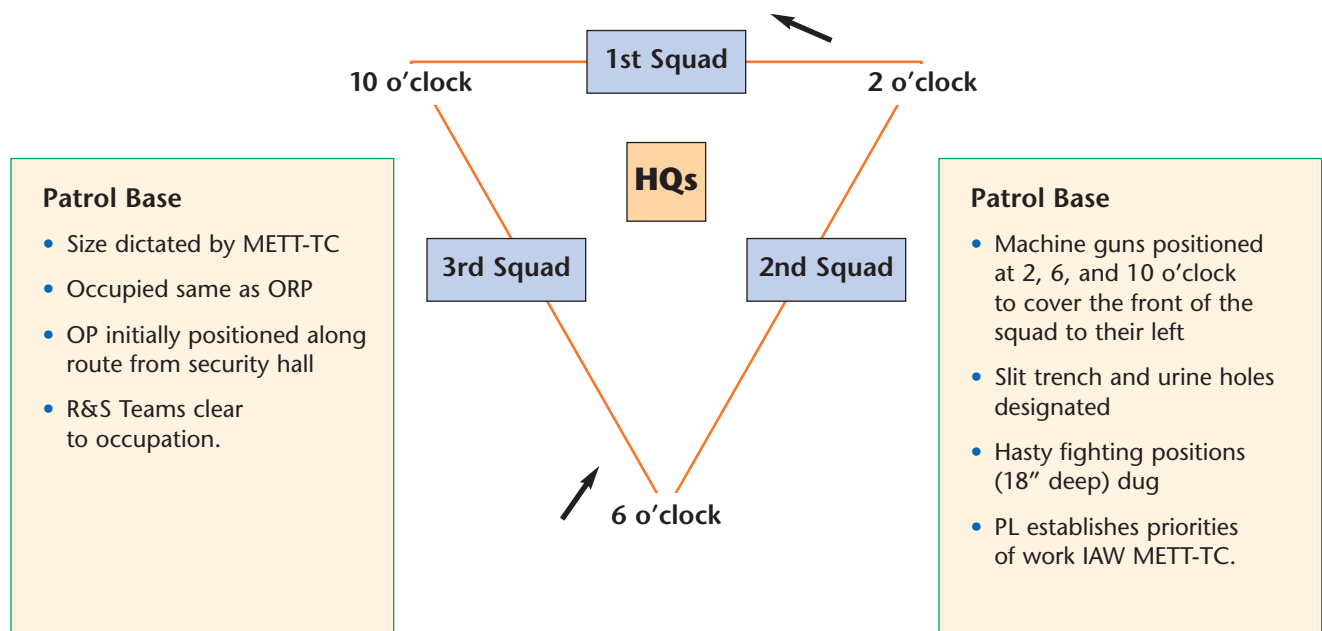 1st Squad
10 o’clock
2 o’clock
HQs
3rd Squad
2nd Squad
6 o’clock
Patrol Base
• Size dictated by METT-TC
• Occupied same as ORP
• OP initially positioned along
route from security hall
• R&S Teams clear
to occupation.
Patrol Base
• Machine guns positioned
at 2, 6, and 10 o’clock
to cover the front of the
squad to their left
• Slit trench and urine holes
designated
• Hasty fighting positions
(18” deep) dug
• PL establishes priorities
of work IAW METT-TC.